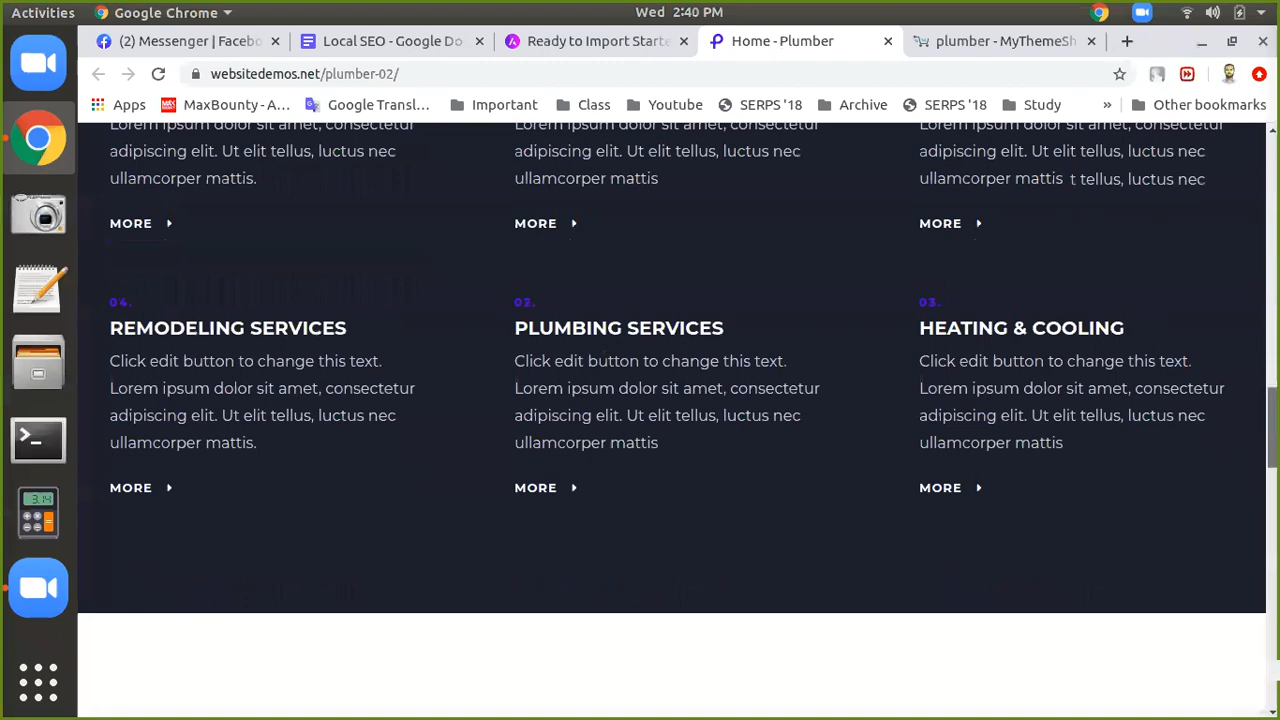 Activities Google Chrome Wed 2:40 PM
(2) Messenger | Facebo Local SEO - Google Do Ready to Import Starte Home - Plumber plumber - MyThemeSh
websitedemos.net/plumber-02/
Apps MaxBounty - A... Google Transl... Important Class Youtube SERPS '18 Archive SERPS '18 Study » Other bookmarks
Lorem ipsum dolor sit amet, consectetur
adipiscing elit. Ut elit tellus, luctus nec
ullamcorper mattis.
MORE
Lorem ipsum dolor sit amet, consectetur
adipiscing elit. Ut elit tellus, luctus nec
ullamcorper mattis
MORE
Lorem ipsum dolor sit amet, consectetur
adipiscing elit. Ut elit tellus, luctus nec
ullamcorper mattis t tellus, luctus nec
MORE
04.
REMODELING SERVICES
Click edit button to change this text.
Lorem ipsum dolor sit amet, consectetur
adipiscing elit. Ut elit tellus, luctus nec
ullamcorper mattis.
MORE
02.
PLUMBING SERVICES
Click edit button to change this text.
Lorem ipsum dolor sit amet, consectetur
adipiscing elit. Ut elit tellus, luctus nec
ullamcorper mattis
MORE
03.
HEATING & COOLING
Click edit button to change this text.
Lorem ipsum dolor sit amet, consectetur
adipiscing elit. Ut elit tellus, luctus nec
ullamcorper mattis
MORE
3.14